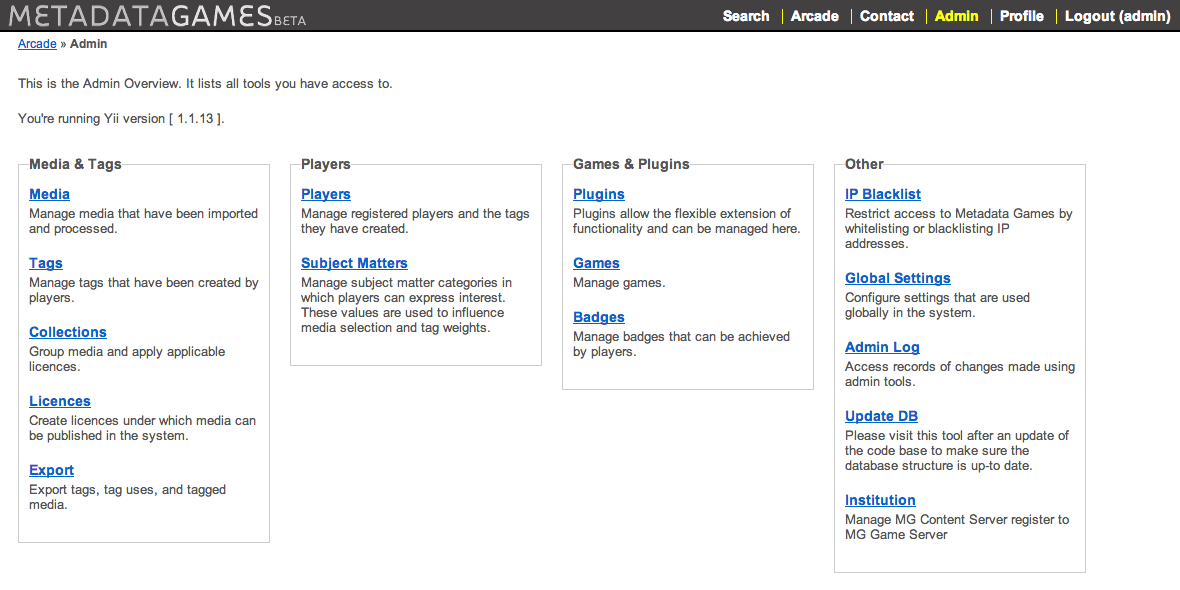 METADATAGAMES BETA
Search Arcade Contact Admin Profile Logout (admin)
Arcade » Admin
This is the Admin Overview. It lists all tools you have access to.
You're running Yii version [ 1.1.13 ].
Media & Tags
Media
Manage media that have been imported
and processed.
Tags
Manage tags that have been created by
players.
Collections
Group media and apply applicable
licences.
Licences
Create licences under which media can
be published in the system.
Export
Export tags, tag uses, and tagged
media.
Players
Players
Manage registered players and the tags
they have created.
Subject Matters
Manage subject matter categories in
which players can express interest.
These values are used to influence
media selection and tag weights.
Games & Plugins
Plugins
Plugins allow the flexible extension of
functionality and can be managed here.
Games
Manage games.
Badges
Manage badges that can be achieved
by players.
Other
IP Blacklist
Restrict access to Metadata Games by
whitelisting or blacklisting IP
addresses.
Global Settings
Configure settings that are used
globally in the system.
Admin Log
Access records of changes made using
admin tools.
Update DB
Please visit this tool after an update of
the code base to make sure the
database structure is up-to date.
Institution
Manage MG Content Server register to
MG Game Server